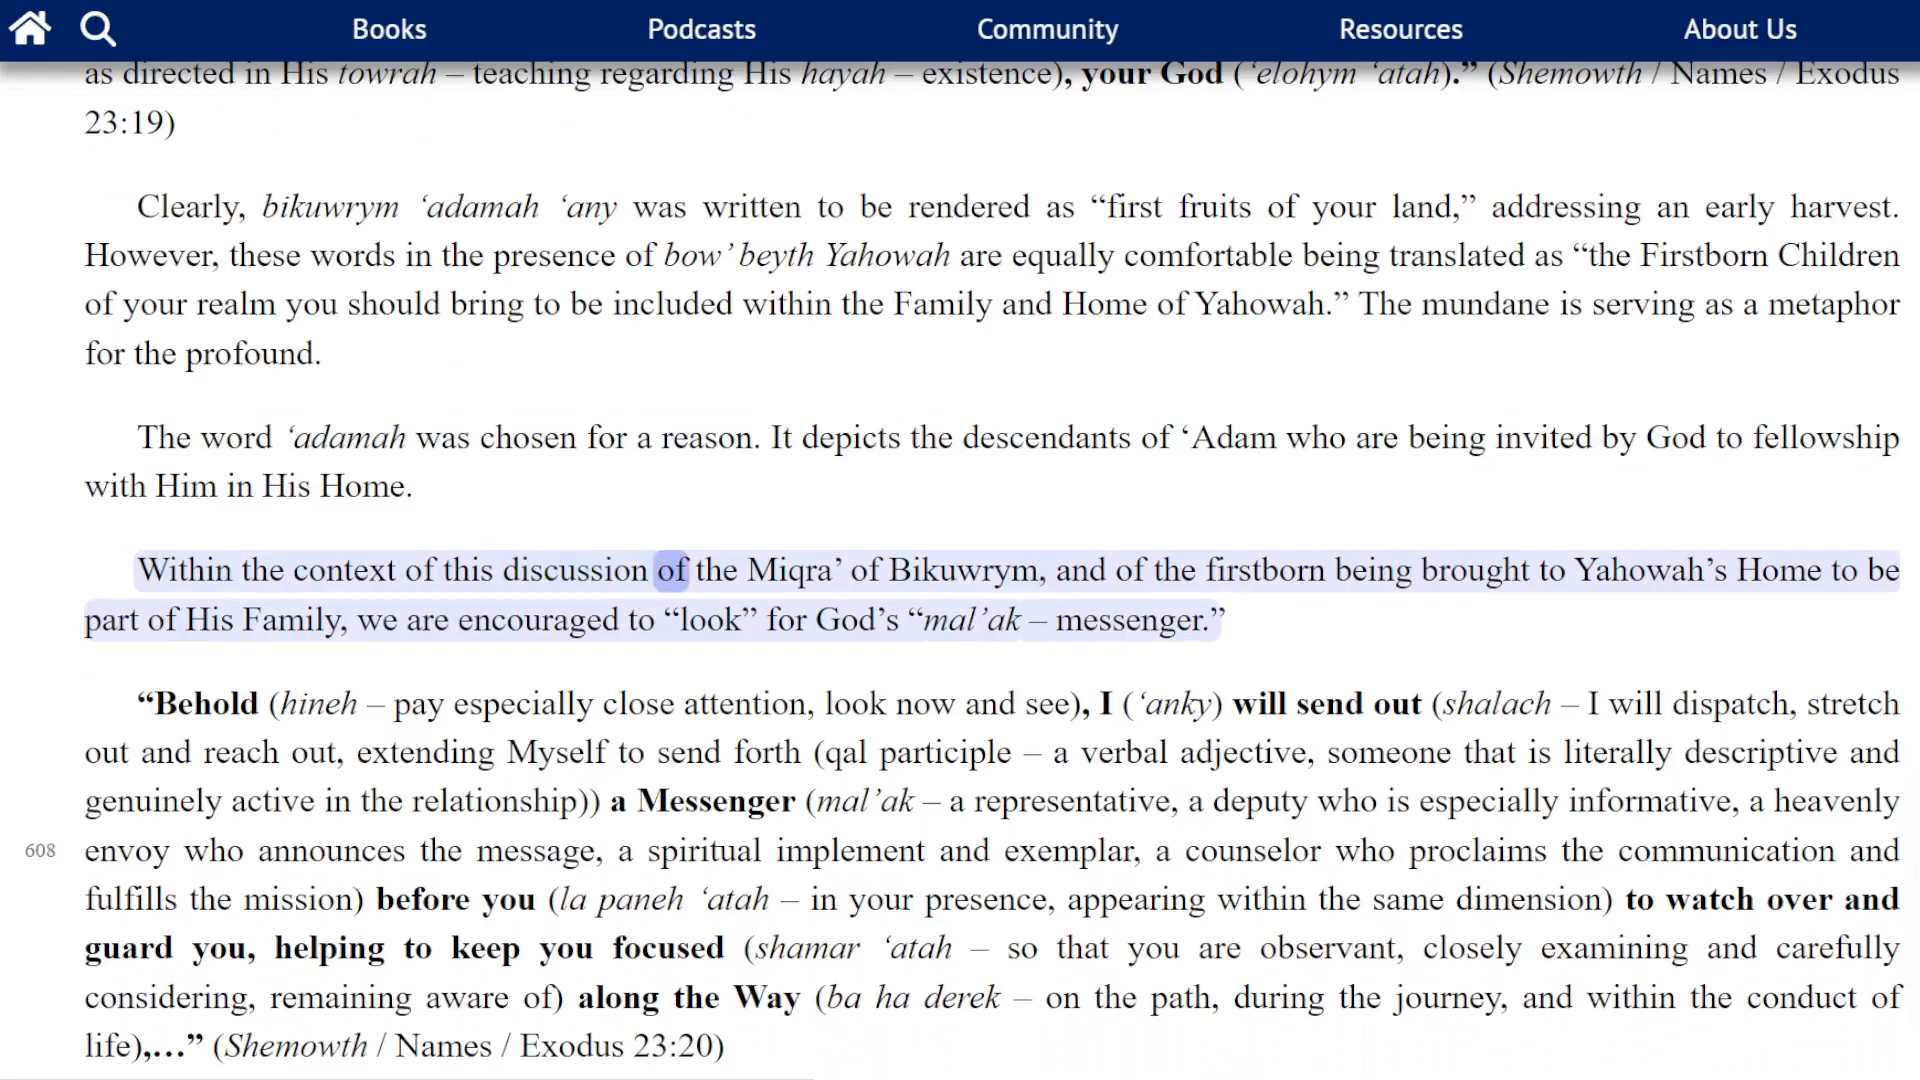 Books Podcasts Community Resources About Us
as directed in His towrah – teaching regarding His hayah – existence), your God (‘elohym ‘atah).” (Shemowth / Names / Exodus
23:19)
Clearly, bikuwrym ‘adamah ‘any was written to be rendered as “first fruits of your land,” addressing an early harvest.
However, these words in the presence of bow’ beyth Yahowah are equally comfortable being translated as “the Firstborn Children
of your realm you should bring to be included within the Family and Home of Yahowah.” The mundane is serving as a metaphor
for the profound.
The word ‘adamah was chosen for a reason. It depicts the descendants of ‘Adam who are being invited by God to fellowship
with Him in His Home.
Within the context of this discussion of the Miqra’ of Bikuwrym, and of the firstborn being brought to Yahowah’s Home to be
part of His Family, we are encouraged to “look” for God’s “mal’ak – messenger.”
“Behold (hineh – pay especially close attention, look now and see), I (‘anky) will send out (shalach – I will dispatch, stretch
out and reach out, extending Myself to send forth (qal participle – a verbal adjective, someone that is literally descriptive and
genuinely active in the relationship)) a Messenger (mal’ak – a representative, a deputy who is especially informative, a heavenly
608 envoy who announces the message, a spiritual implement and exemplar, a counselor who proclaims the communication and
fulfills the mission) before you (la paneh ‘atah – in your presence, appearing within the same dimension) to watch over and
guard you, helping to keep you focused (shamar ‘atah – so that you are observant, closely examining and carefully
considering, remaining aware of) along the Way (ba ha derek – on the path, during the journey, and within the conduct of
life),…” (Shemowth / Names / Exodus 23:20)